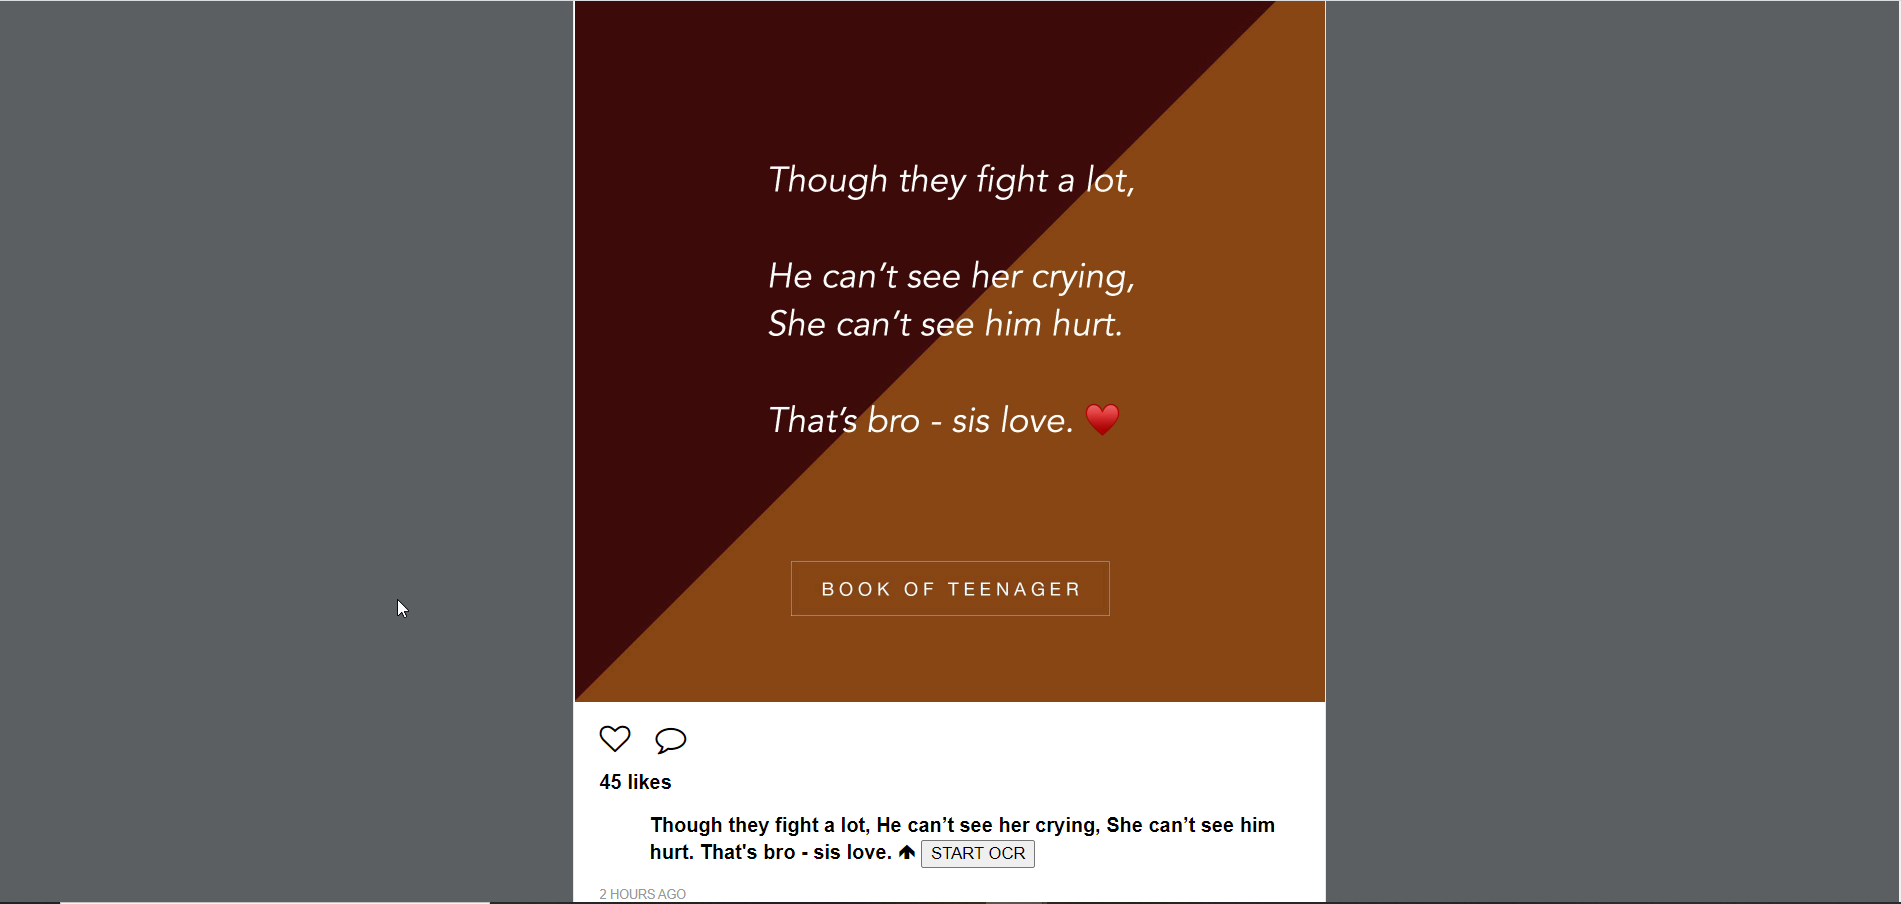 Though they fight a lot,
He can’t see her crying,
She can’t see him hurt.
That’s bro - sis love. ♥
BOOK OF TEENAGER
45 likes
Though they fight a lot, He can’t see her crying, She can’t see him
hurt. That's bro - sis love. 🡅 START OCR
2 HOURS AGO